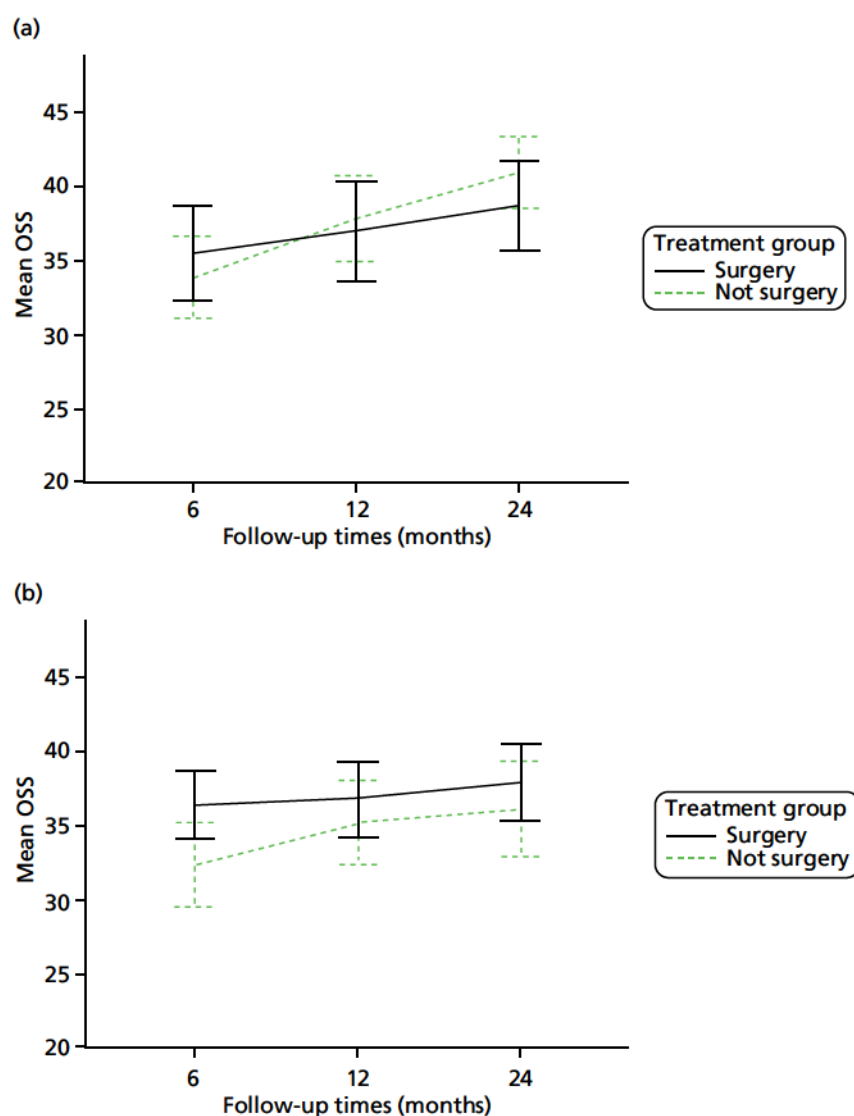 (a)
45
40
35
30
25
20
Mean OSS
6
12
24
Follow-up times (months)
Treatment group
Surgery
Not surgery
(b)
45
40
35
30
25
20
Mean OSS
6
12
24
Follow-up times (months)
Treatment group
Surgery
Not surgery